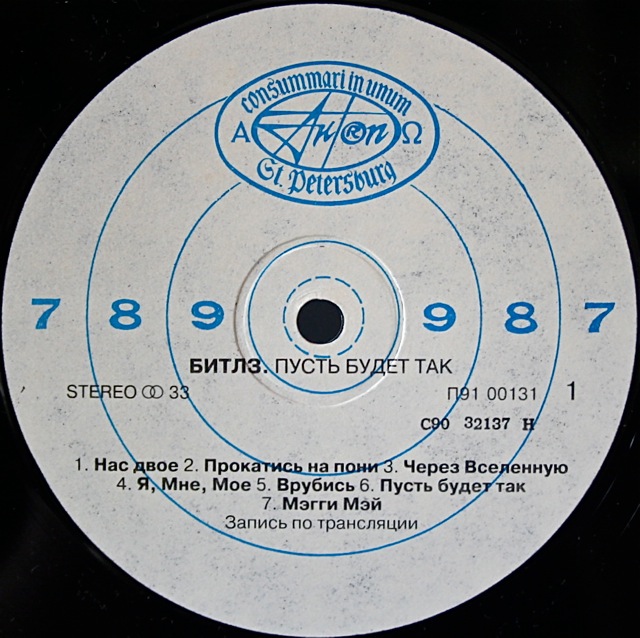 consummari in unum
Α Антон ® Ω
St. Petersburg
7 8 9 9 8 7
БИТЛЗ. ПУСТЬ БУДЕТ ТАК
STEREO 33 П91 00131 1
С90 32137 Н
1. Нас двое 2. Прокатись на пони 3. Через Вселенную
4. Я, Мне, Мое 5. Врубись 6. Пусть будет так
7. Мэгги Мэй
Запись по трансляции